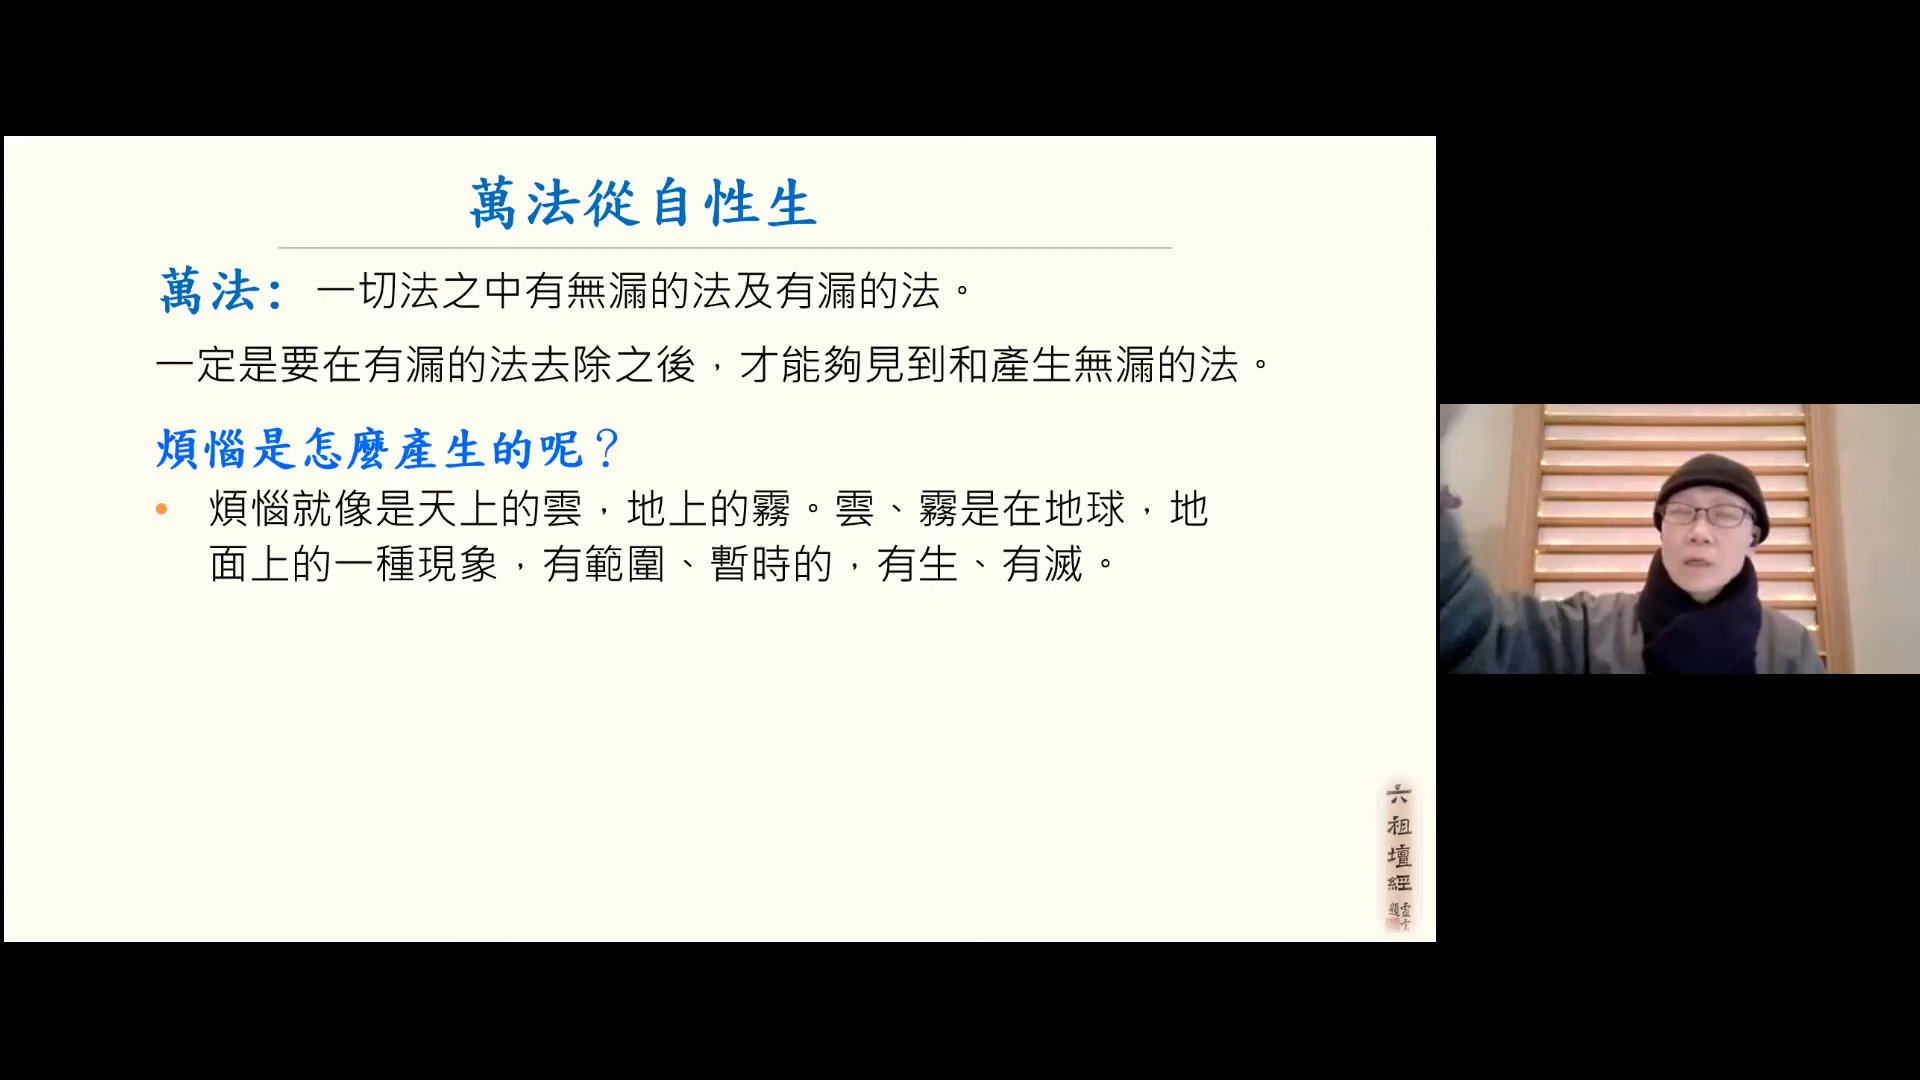 萬法從自性生
萬法： 一切法之中有無漏的法及有漏的法。
一定是要在有漏的法去除之後，才能夠見到和產生無漏的法。
煩惱是怎麼產生的呢？
• 煩惱就像是天上的雲，地上的霧。雲、霧是在地球，地
面上的一種現象，有範圍、暫時的，有生、有滅。
六祖壇經